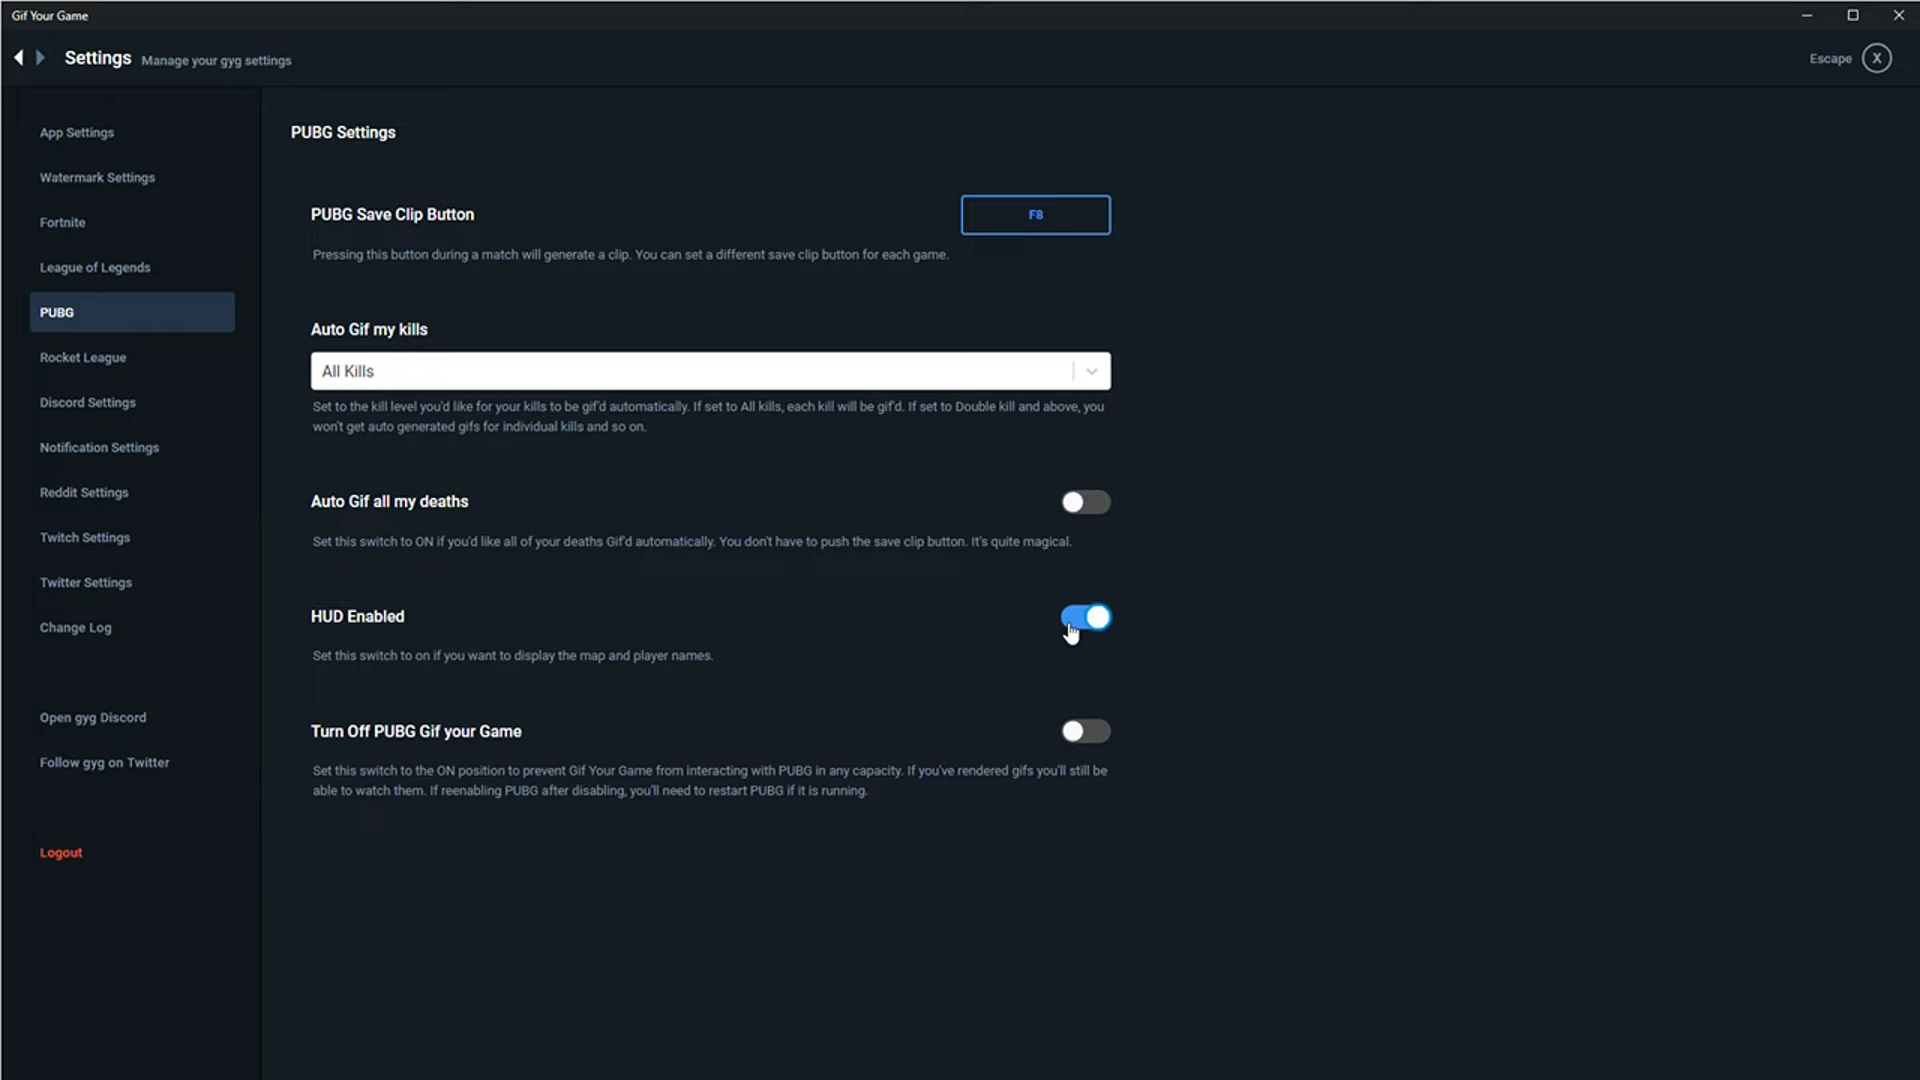 Gif Your Game
Settings Manage your gyg settings
Escape X
App Settings
Watermark Settings
Fortnite
League of Legends
PUBG
Rocket League
Discord Settings
Notification Settings
Reddit Settings
Twitch Settings
Twitter Settings
Change Log
Open gyg Discord
Follow gyg on Twitter
Logout
PUBG Settings
PUBG Save Clip Button
F8
Pressing this button during a match will generate a clip. You can set a different save clip button for each game.
Auto Gif my kills
All Kills
Set to the kill level you'd like for your kills to be gif'd automatically. If set to All kills, each kill will be gif'd. If set to Double kill and above, you
won't get auto generated gifs for individual kills and so on.
Auto Gif all my deaths
Set this switch to ON if you'd like all of your deaths Gif'd automatically. You don't have to push the save clip button. It's quite magical.
HUD Enabled
Set this switch to on if you want to display the map and player names.
Turn Off PUBG Gif your Game
Set this switch to the ON position to prevent Gif Your Game from interacting with PUBG in any capacity. If you've rendered gifs you'll still be
able to watch them. If reenabling PUBG after disabling, you'll need to restart PUBG if it is running.